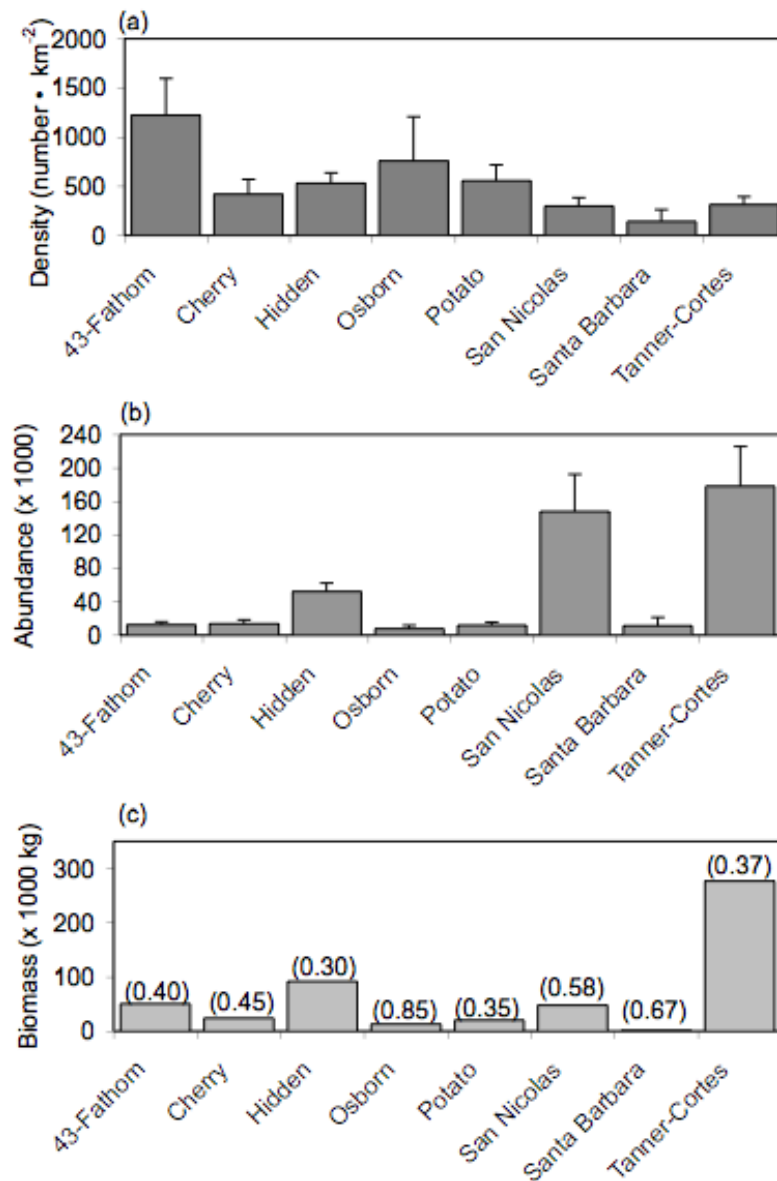 (a)
Density (number • km-2)
2000
1500
1000
500
0
43-Fathom
Cherry
Hidden
Osborn
Potato
San Nicolas
Santa Barbara
Tanner-Cortes
(b)
Abundance (x 1000)
240
200
160
120
80
40
0
43-Fathom
Cherry
Hidden
Osborn
Potato
San Nicolas
Santa Barbara
Tanner-Cortes
(c)
Biomass (x 1000 kg)
300
200
100
0
(0.40)
(0.45)
(0.30)
(0.85)
(0.35)
(0.58)
(0.67)
(0.37)
43-Fathom
Cherry
Hidden
Osborn
Potato
San Nicolas
Santa Barbara
Tanner-Cortes